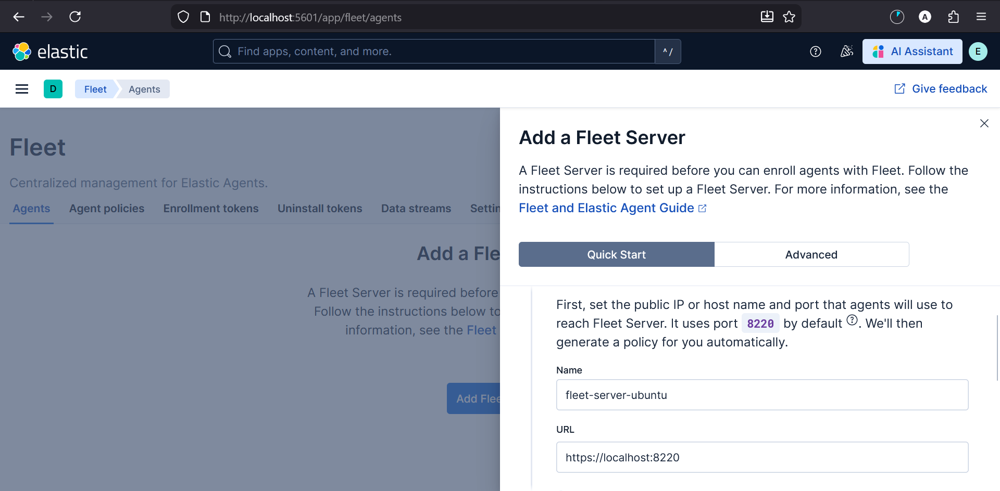 http://localhost:5601/app/fleet/agents
A
elastic
Find apps, content, and more.
^ /
AI Assistant
E
D
Fleet
Agents
Give feedback
Fleet
Centralized management for Elastic Agents.
Agents
Agent policies
Enrollment tokens
Uninstall tokens
Data streams
Settin
Add a Fle
A Fleet Server is required before
Follow the instructions below to
information, see the Fleet
Add Flee
Add a Fleet Server
A Fleet Server is required before you can enroll agents with Fleet. Follow the
instructions below to set up a Fleet Server. For more information, see the
Fleet and Elastic Agent Guide
Quick Start
Advanced
First, set the public IP or host name and port that agents will use to
reach Fleet Server. It uses port 8220 by default ?. We'll then
generate a policy for you automatically.
Name
fleet-server-ubuntu
URL
https://localhost:8220